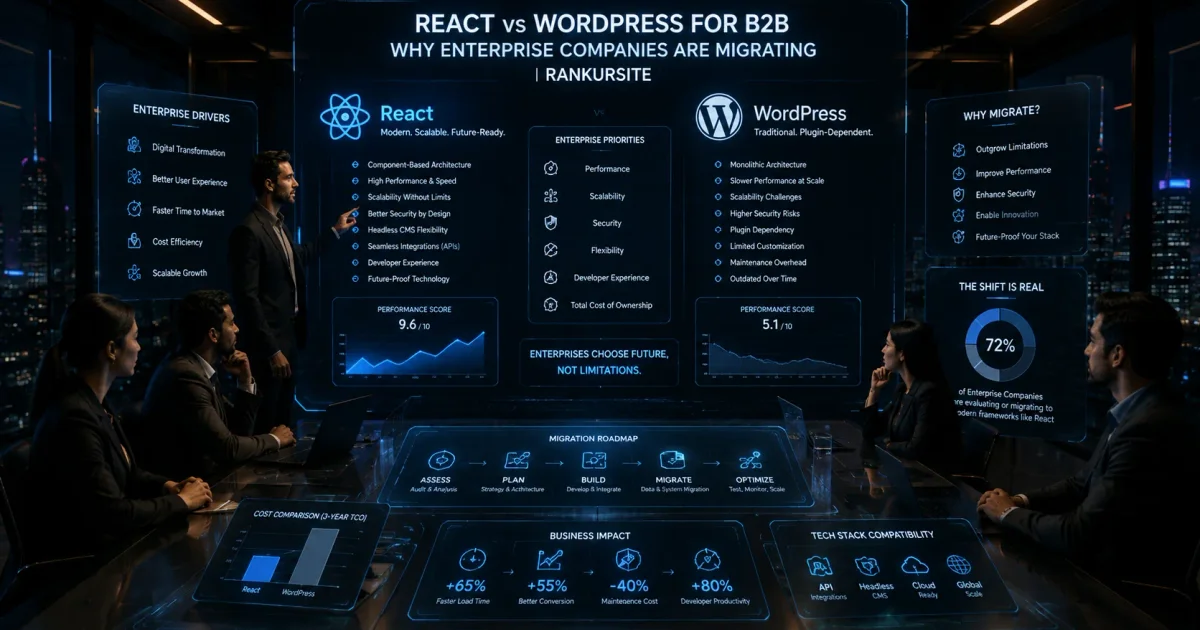 REACT vs WORDPRESS FOR B2B
WHY ENTERPRISE COMPANIES ARE MIGRATING
| RANKURSITE
ENTERPRISE DRIVERS
Digital Transformation
Better User Experience
Faster Time to Market
Cost Efficiency
Scalable Growth
React
Modern. Scalable. Future-Ready.
Component-Based Architecture
High Performance & Speed
Scalability Without Limits
Better Security by Design
Headless CMS Flexibility
Seamless Integrations (APIs)
Developer Experience
Future-Proof Technology
PERFORMANCE SCORE
9.6 / 10
VS
ENTERPRISE PRIORITIES
Performance
Scalability
Security
Flexibility
Developer Experience
Total Cost of Ownership
ENTERPRISES CHOOSE FUTURE,
NOT LIMITATIONS.
WordPress
Traditional. Plugin-Dependent.
Monolithic Architecture
Slower Performance at Scale
Scalability Challenges
Higher Security Risks
Plugin Dependency
Limited Customization
Maintenance Overhead
Outdated Over Time
PERFORMANCE SCORE
5.1 / 10
WHY MIGRATE?
Outgrow Limitations
Improve Performance
Enhance Security
Enable Innovation
Future-Proof Your Stack
THE SHIFT IS REAL
72%
of Enterprise Companies
are evaluating or migrating to
modern frameworks like React
MIGRATION ROADMAP
ASSESS
Audit & Analysis
PLAN
Strategy & Architecture
BUILD
Develop & Integrate
MIGRATE
Data & System Migration
OPTIMIZE
Test, Monitor, Scale
COST COMPARISON (3-YEAR TCO)
React
WordPress
BUSINESS IMPACT
+65%
Faster Load Time
+55%
Better Conversion
-40%
Maintenance Cost
+80%
Developer Productivity
TECH STACK COMPATIBILITY
API
Integrations
Headless
CMS
Cloud
Ready
Global
Scale